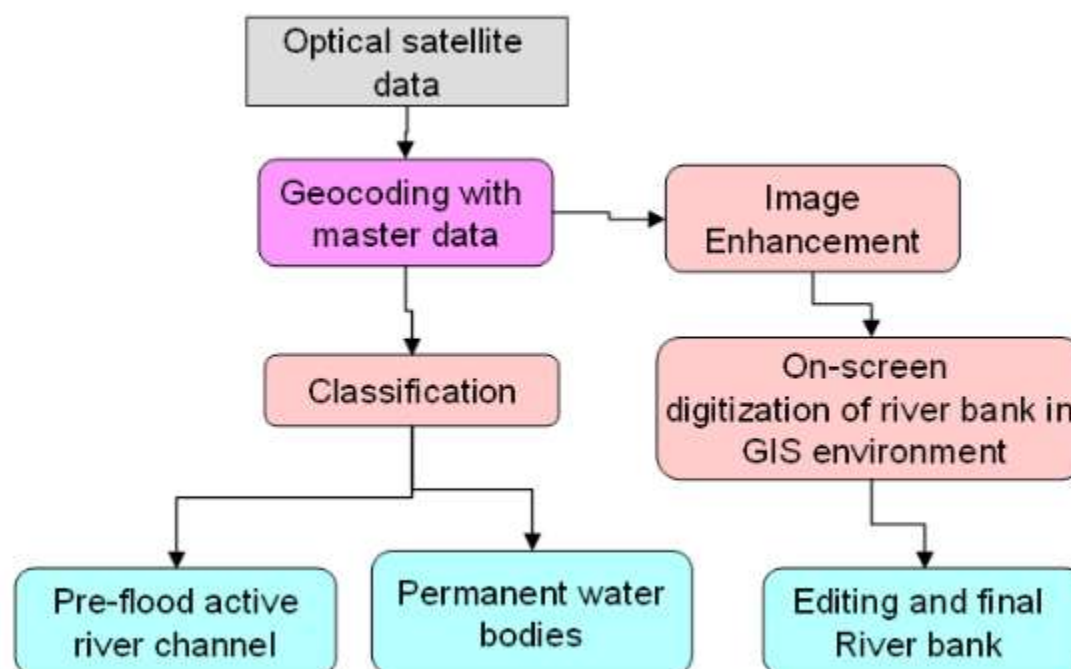 Optical satellite
data
Geocoding with
master data
Image
Enhancement
Classification
On-screen
digitization of river bank in
GIS environment
Pre-flood active
river channel
Permanent water
bodies
Editing and final
River bank